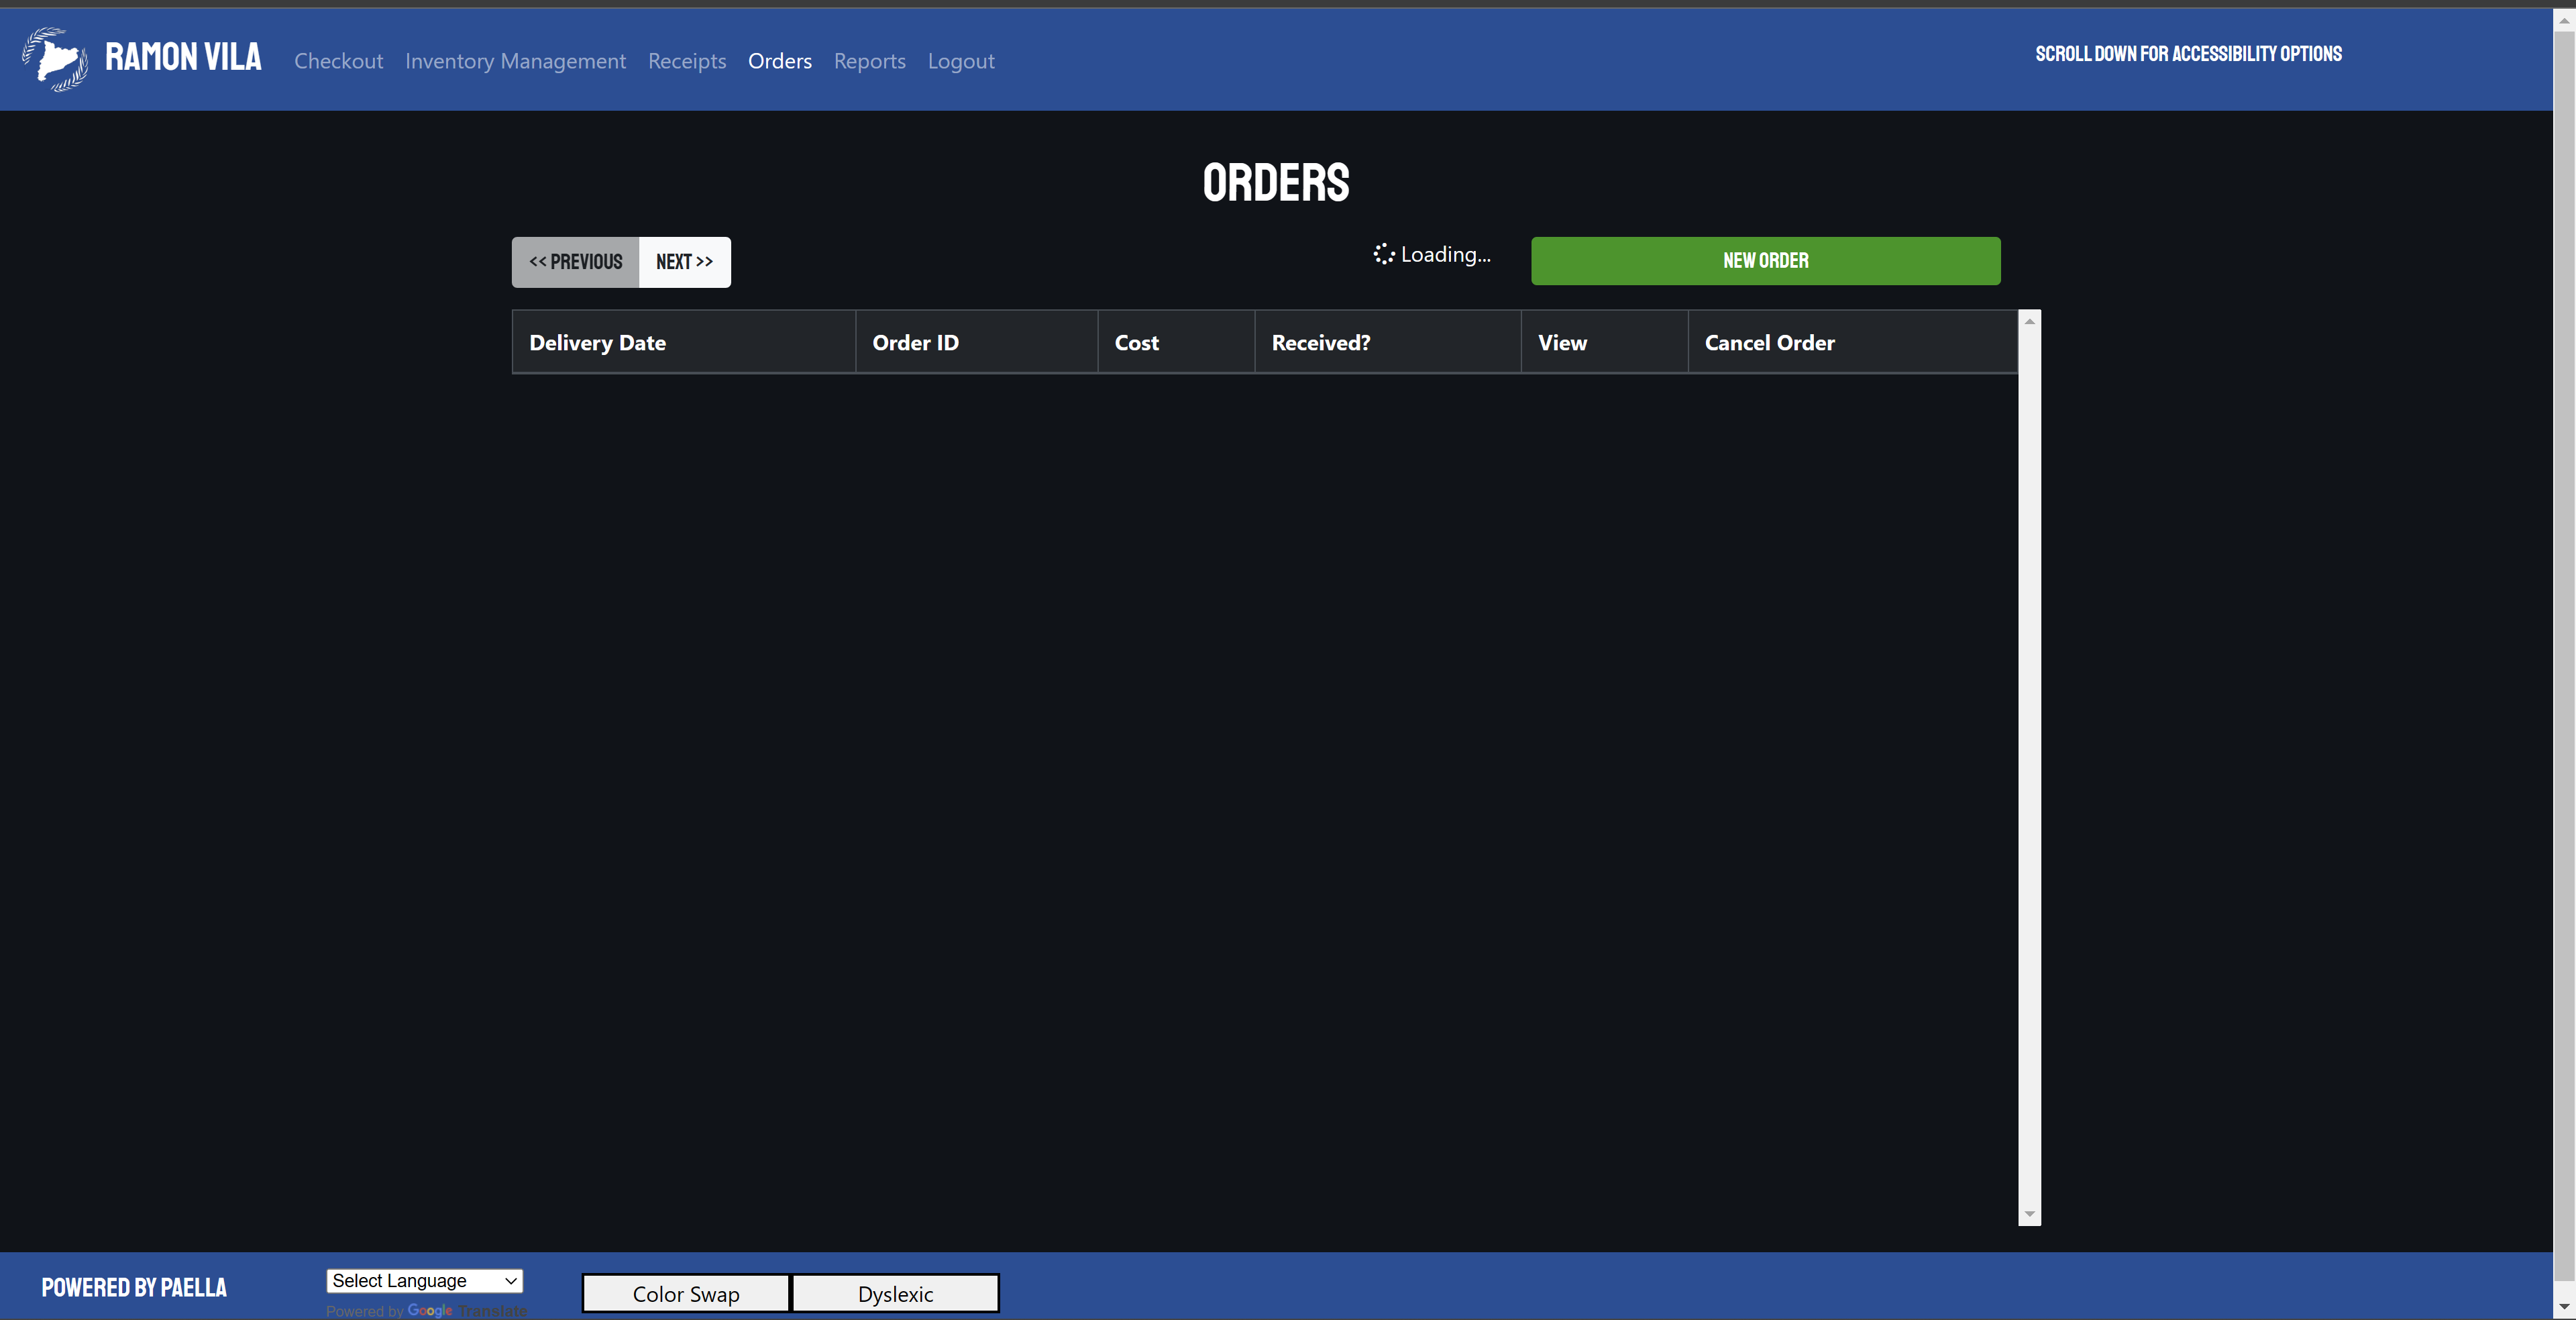 RAMON VILA
Checkout Inventory Management Receipts Orders Reports Logout
SCROLL DOWN FOR ACCESSIBILITY OPTIONS
ORDERS
<< PREVIOUS NEXT >>
Loading...
NEW ORDER
Delivery Date Order ID Cost Received? View Cancel Order
POWERED BY PAELLA
Select Language
Powered by Google Translate
Color Swap Dyslexic